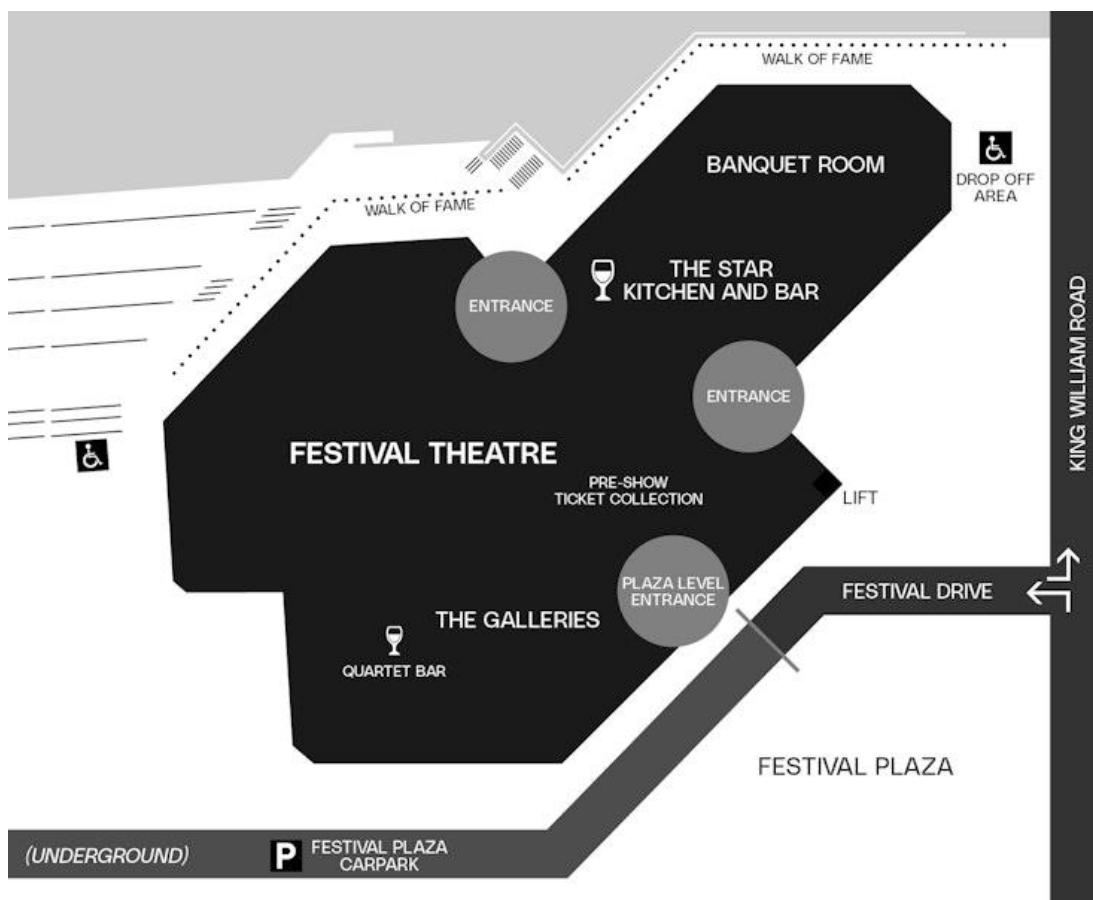 WALK OF FAME
BANQUET ROOM
DROP OFF
AREA
WALK OF FAME
THE STAR
KITCHEN AND BAR
ENTRANCE
ENTRANCE
KING WILLIAM ROAD
FESTIVAL THEATRE
PRE-SHOW
TICKET COLLECTION
LIFT
PLAZA LEVEL
ENTRANCE
FESTIVAL DRIVE
THE GALLERIES
QUARTET BAR
FESTIVAL PLAZA
(UNDERGROUND)
P
FESTIVAL PLAZA
CARPARK